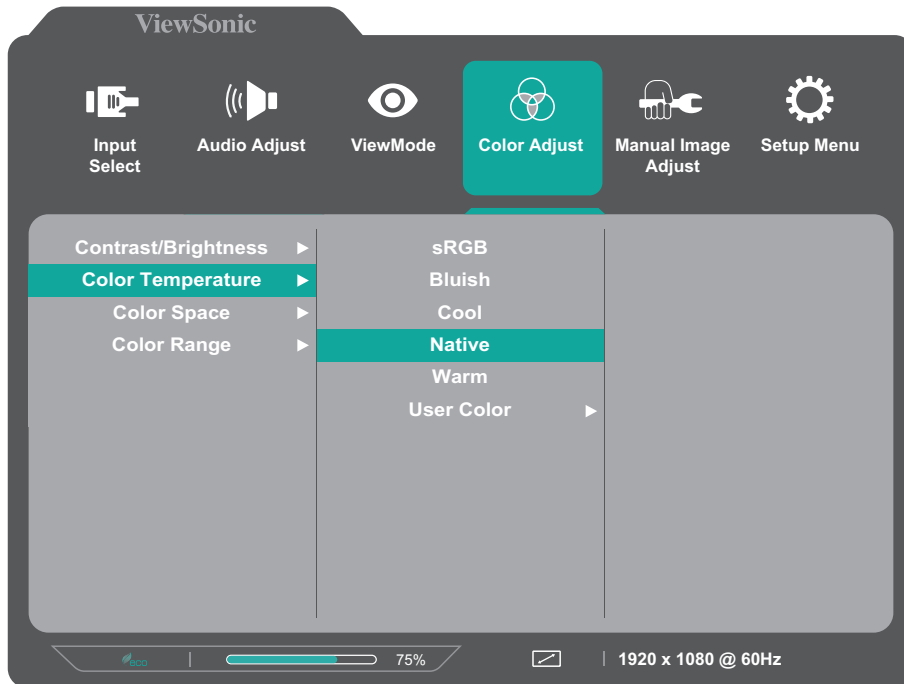 ViewSonic
Input Select
Audio Adjust
ViewMode
Color Adjust
Manual Image Adjust
Setup Menu
Contrast/Brightness
Color Temperature
Color Space
Color Range
sRGB
Bluish
Cool
Native
Warm
User Color
eco
75%
1920 x 1080 @ 60Hz